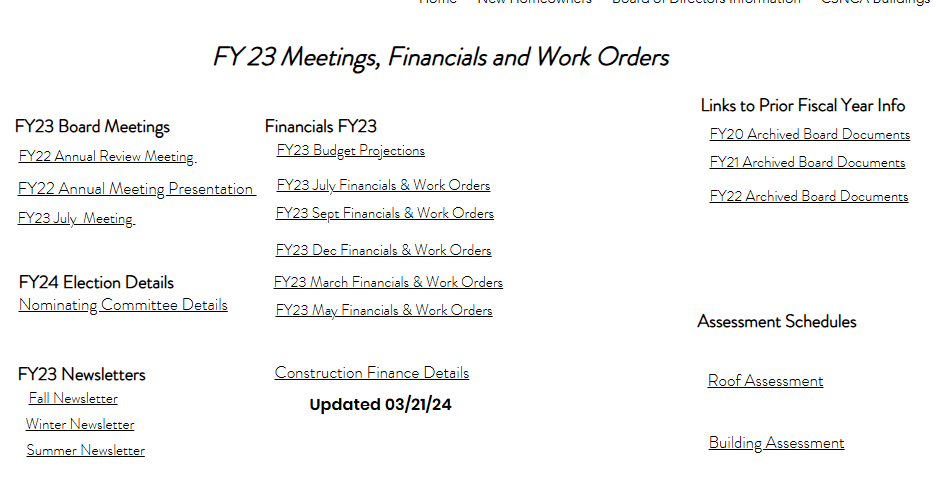 Home New Homeowners Board of Directors Information CSNCA Buildings
FY 23 Meetings, Financials and Work Orders
FY23 Board Meetings
FY22 Annual Review Meeting
FY22 Annual Meeting Presentation
FY23 July Meeting
FY24 Election Details
Nominating Committee Details
FY23 Newsletters
Fall Newsletter
Winter Newsletter
Summer Newsletter
Financials FY23
FY23 Budget Projections
FY23 July Financials & Work Orders
FY23 Sept Financials & Work Orders
FY23 Dec Financials & Work Orders
FY23 March Financials & Work Orders
FY23 May Financials & Work Orders
Construction Finance Details
Updated 03/21/24
Links to Prior Fiscal Year Info
FY20 Archived Board Documents
FY21 Archived Board Documents
FY22 Archived Board Documents
Assessment Schedules
Roof Assessment
Building Assessment